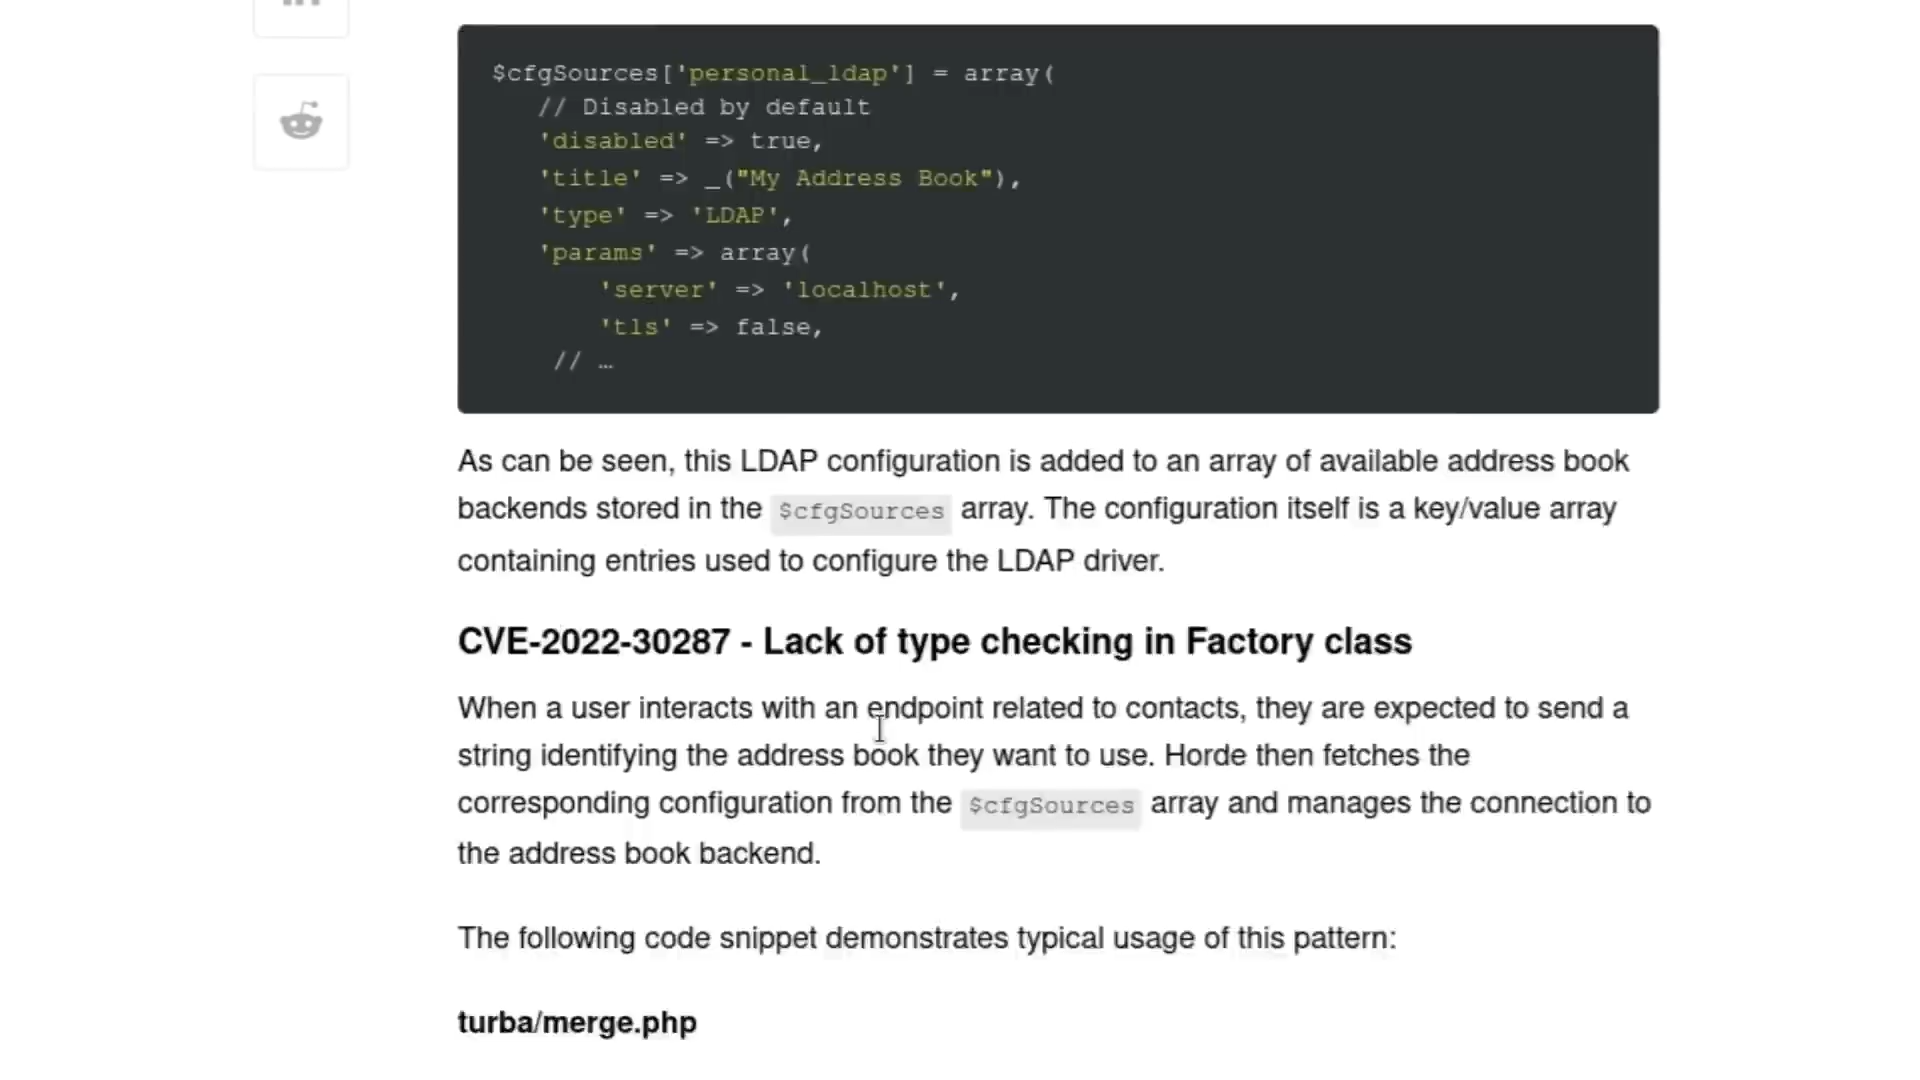 $cfgSources['personal_ldap'] = array(
// Disabled by default
'disabled' => true,
'title' => _("My Address Book"),
'type' => 'LDAP',
'params' => array(
'server' => 'localhost',
'tls' => false,
// …
As can be seen, this LDAP configuration is added to an array of available address book
backends stored in the $cfgSources array. The configuration itself is a key/value array
containing entries used to configure the LDAP driver.
CVE-2022-30287 - Lack of type checking in Factory class
When a user interacts with an endpoint related to contacts, they are expected to send a
string identifying the address book they want to use. Horde then fetches the
corresponding configuration from the $cfgSources array and manages the connection to
the address book backend.
The following code snippet demonstrates typical usage of this pattern:
turba/merge.php